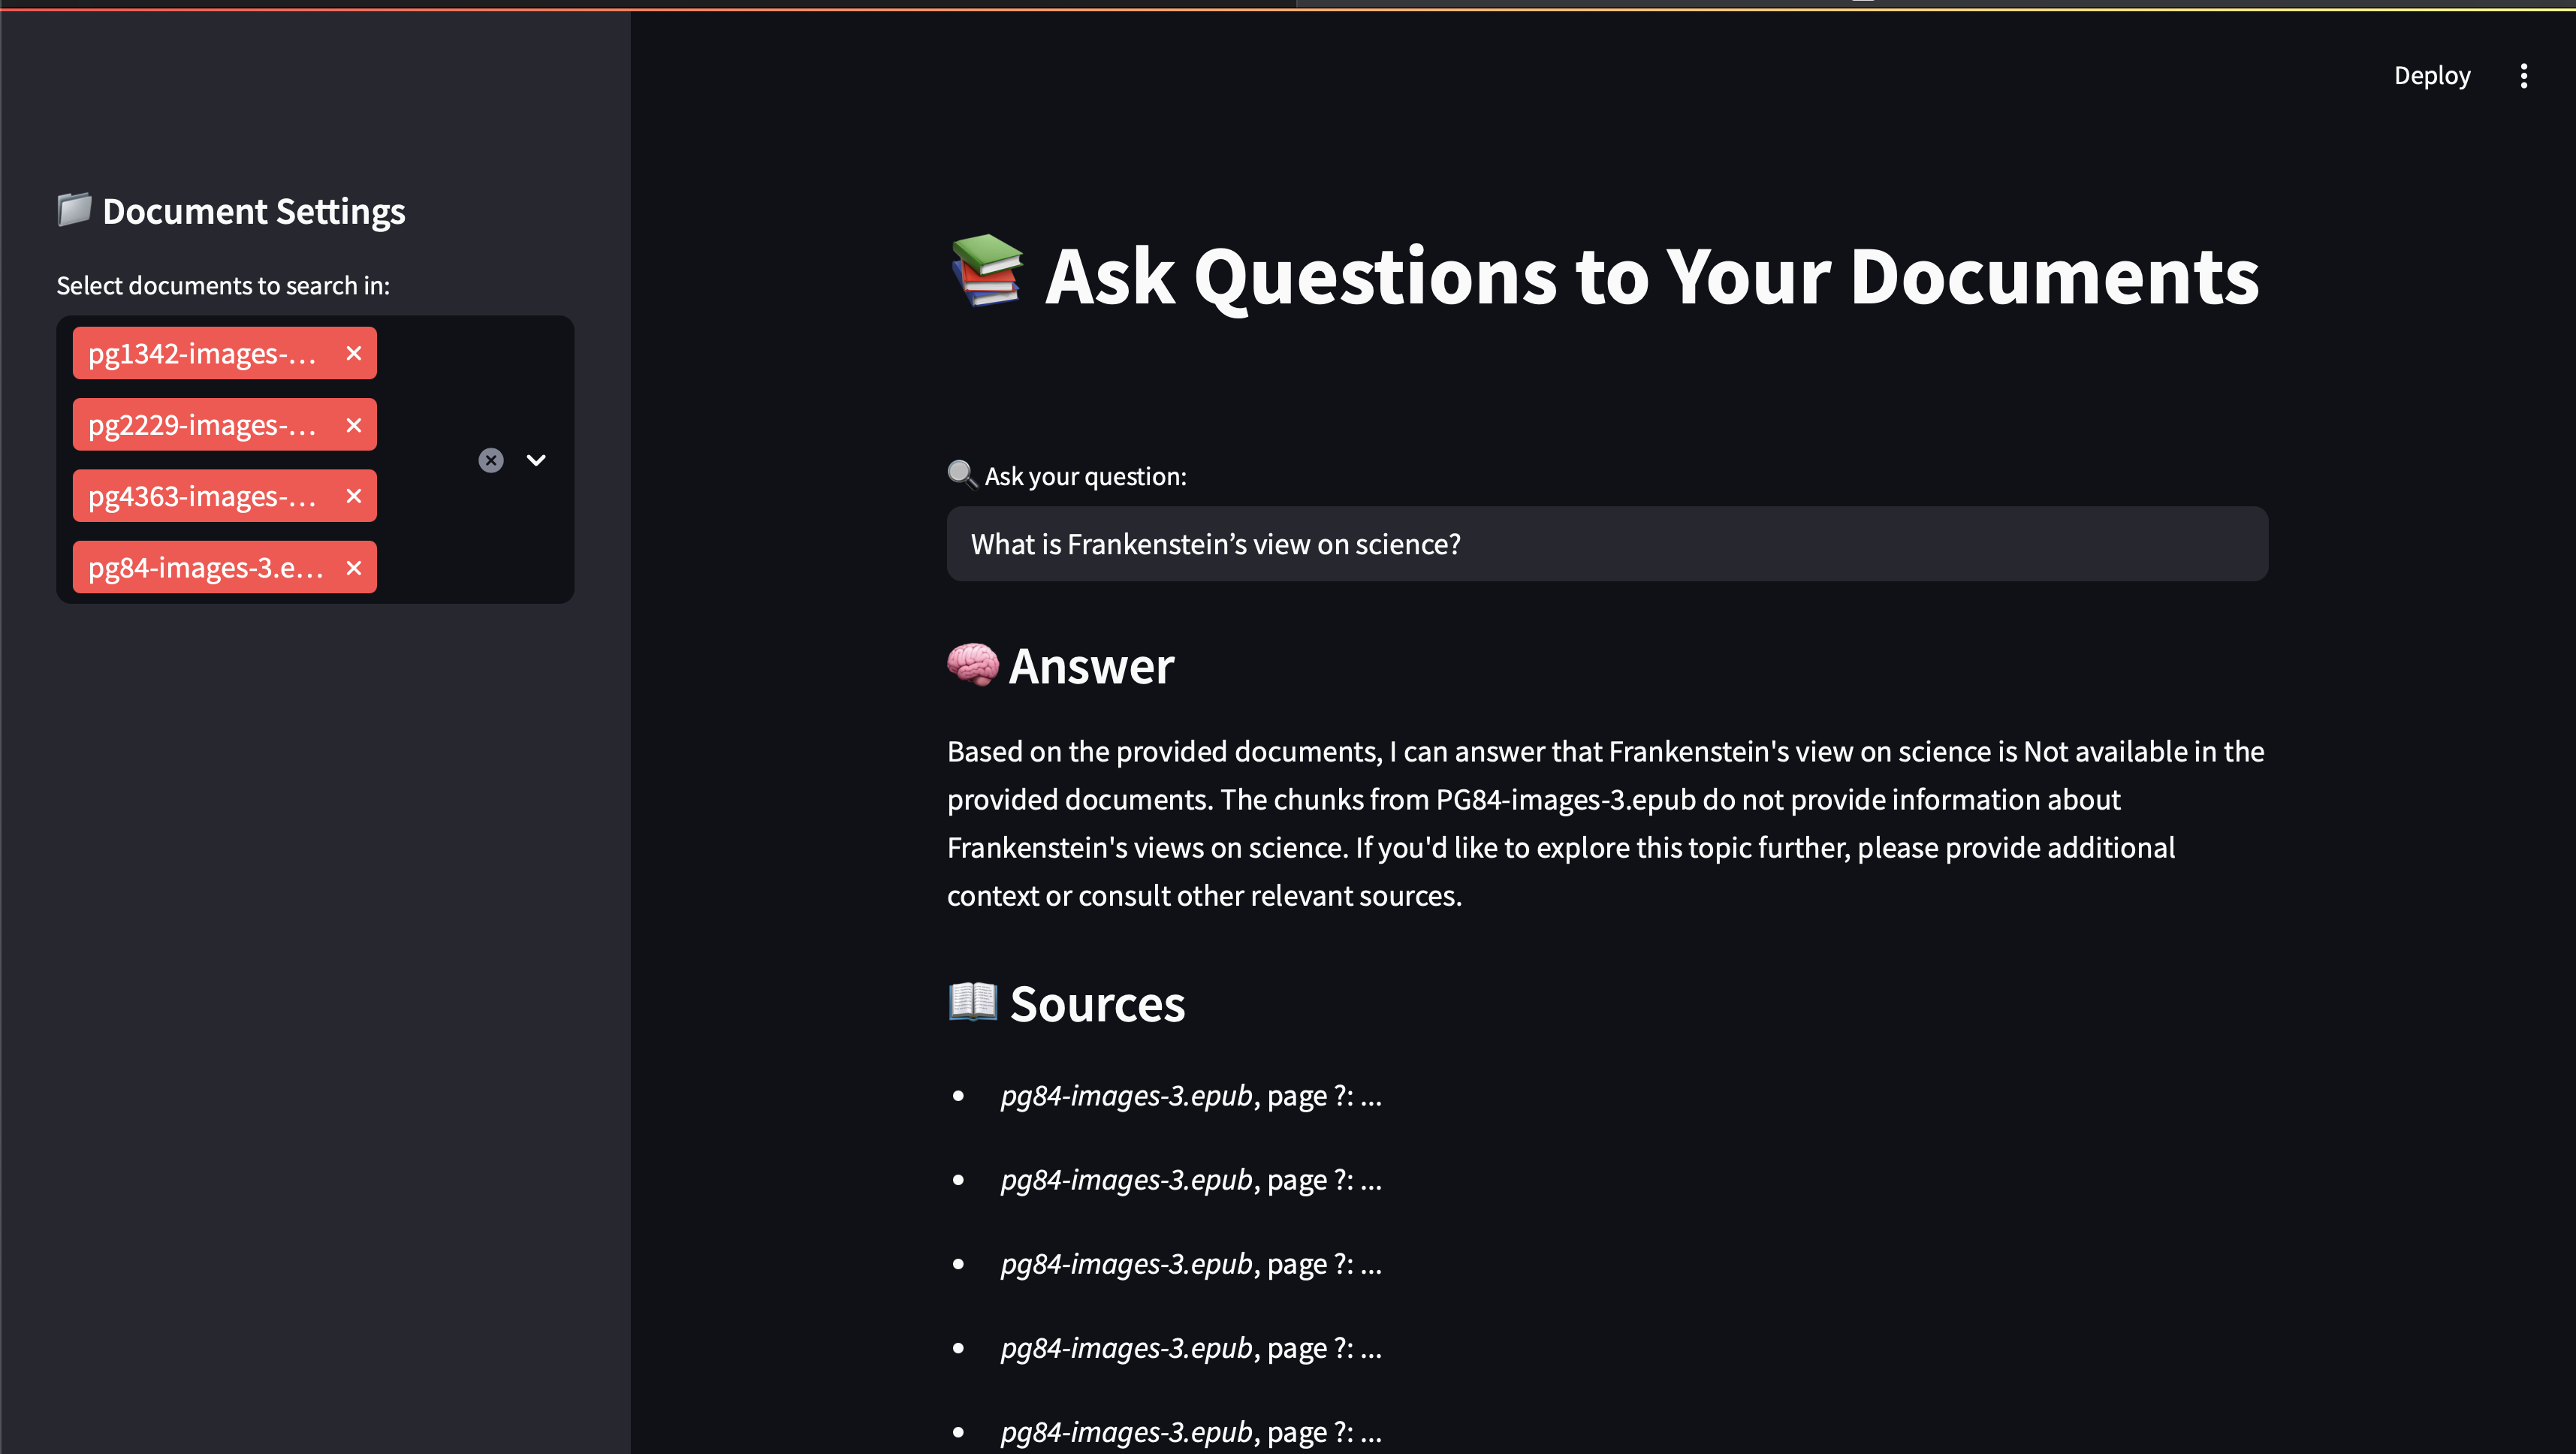 Deploy
Document Settings
Select documents to search in:
pg1342-images-...
pg2229-images-...
pg4363-images-...
pg84-images-3.e...
Ask Questions to Your Documents
Ask your question:
What is Frankenstein’s view on science?
Answer
Based on the provided documents, I can answer that Frankenstein's view on science is Not available in the
provided documents. The chunks from PG84-images-3.epub do not provide information about
Frankenstein's views on science. If you'd like to explore this topic further, please provide additional
context or consult other relevant sources.
Sources
• pg84-images-3.epub, page ?: ...
• pg84-images-3.epub, page ?: ...
• pg84-images-3.epub, page ?: ...
• pg84-images-3.epub, page ?: ...
• pg84-images-3.epub, page ?: ...